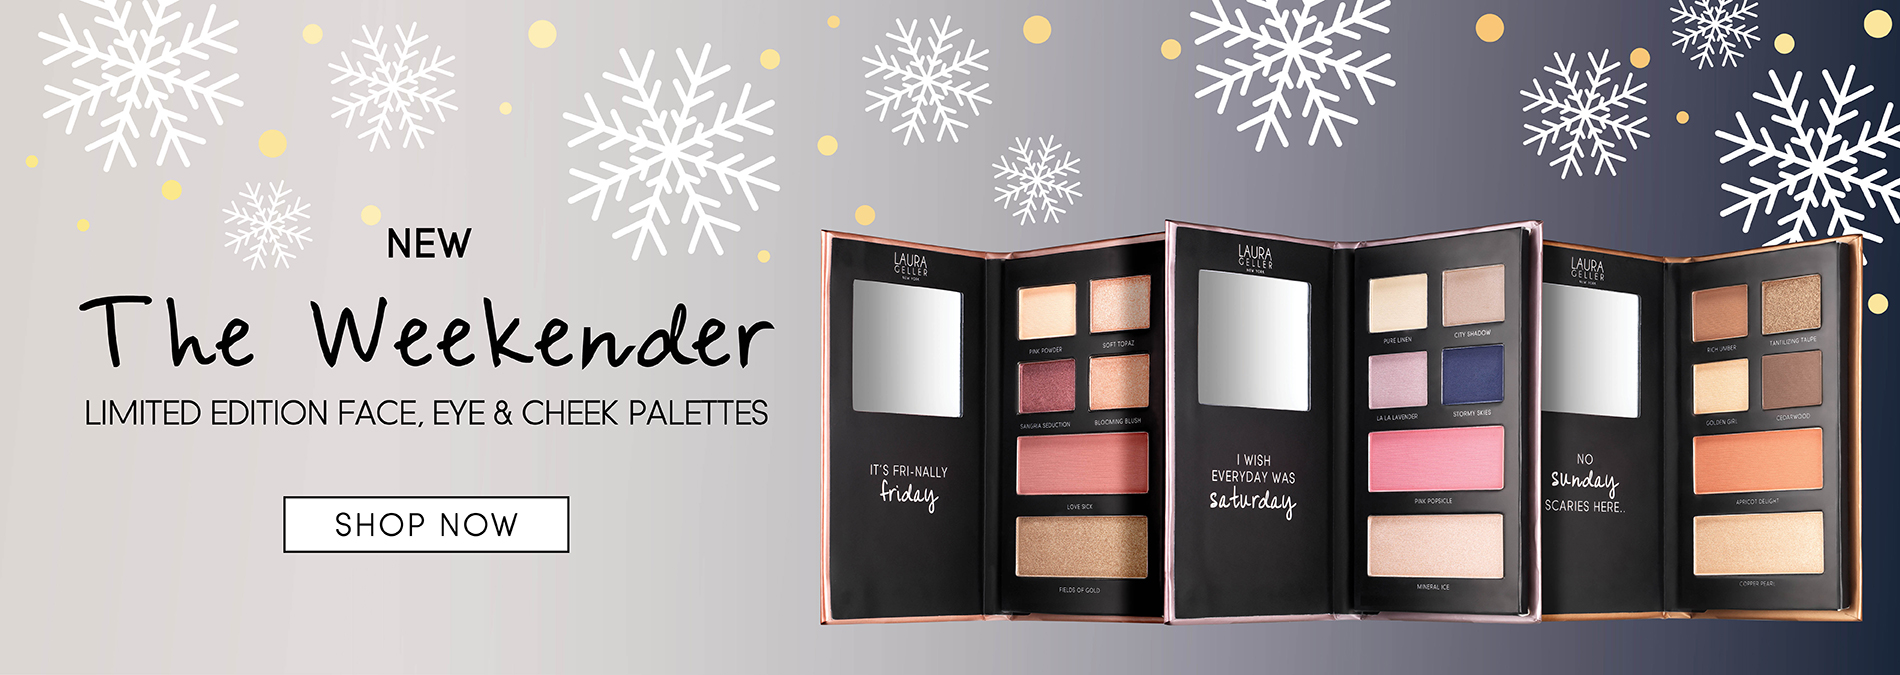 NEW
The Weekender
LIMITED EDITION FACE, EYE & CHEEK PALETTES
SHOP NOW
LAURA
GELLER
NEW YORK
IT'S FRI-NALLY
friday
PINK POWDER
SOFT TOPAZ
SANGRIA SEDUCTION
BLOOMING BLUSH
LOVE SICK
FIELDS OF GOLD
LAURA
GELLER
NEW YORK
I WISH
EVERYDAY WAS
saturday
PURE LINEN
CITY SHADOW
LA LA LAVENDER
STORMY SKIES
PINK POPSICLE
MINERAL ICE
LAURA
GELLER
NEW YORK
NO
sunday
SCARIES HERE..
RICH UMBER
TANTILIZING TAUPE
GOLDEN GIRL
CEDARWOOD
APRICOT DELIGHT
COPPER PEARL